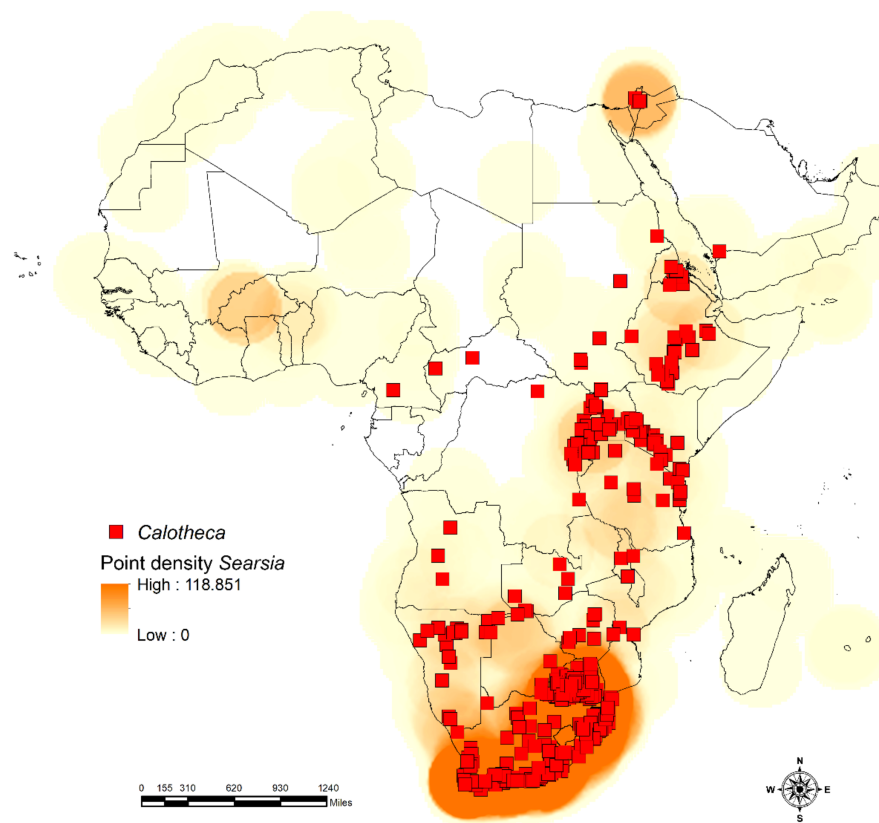 Calotheca
Point density Searsia
High : 118.851
Low : 0
0 155 310 620 930 1240
Miles
N
W E
S